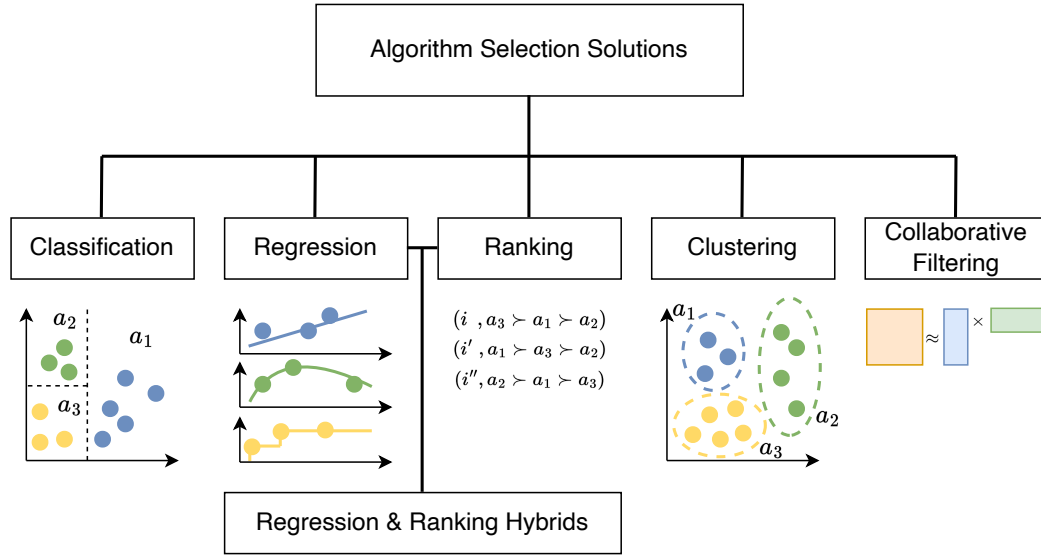 Algorithm Selection Solutions
Classification
Regression
Ranking
Clustering
Collaborative
Filtering
a₂
a₁
a₃
(i , a₃ ≻ a₁ ≻ a₂)
(i′ , a₁ ≻ a₃ ≻ a₂)
(i″, a₂ ≻ a₁ ≻ a₃)
a₁
a₂
a₃
≈ ×
Regression & Ranking Hybrids